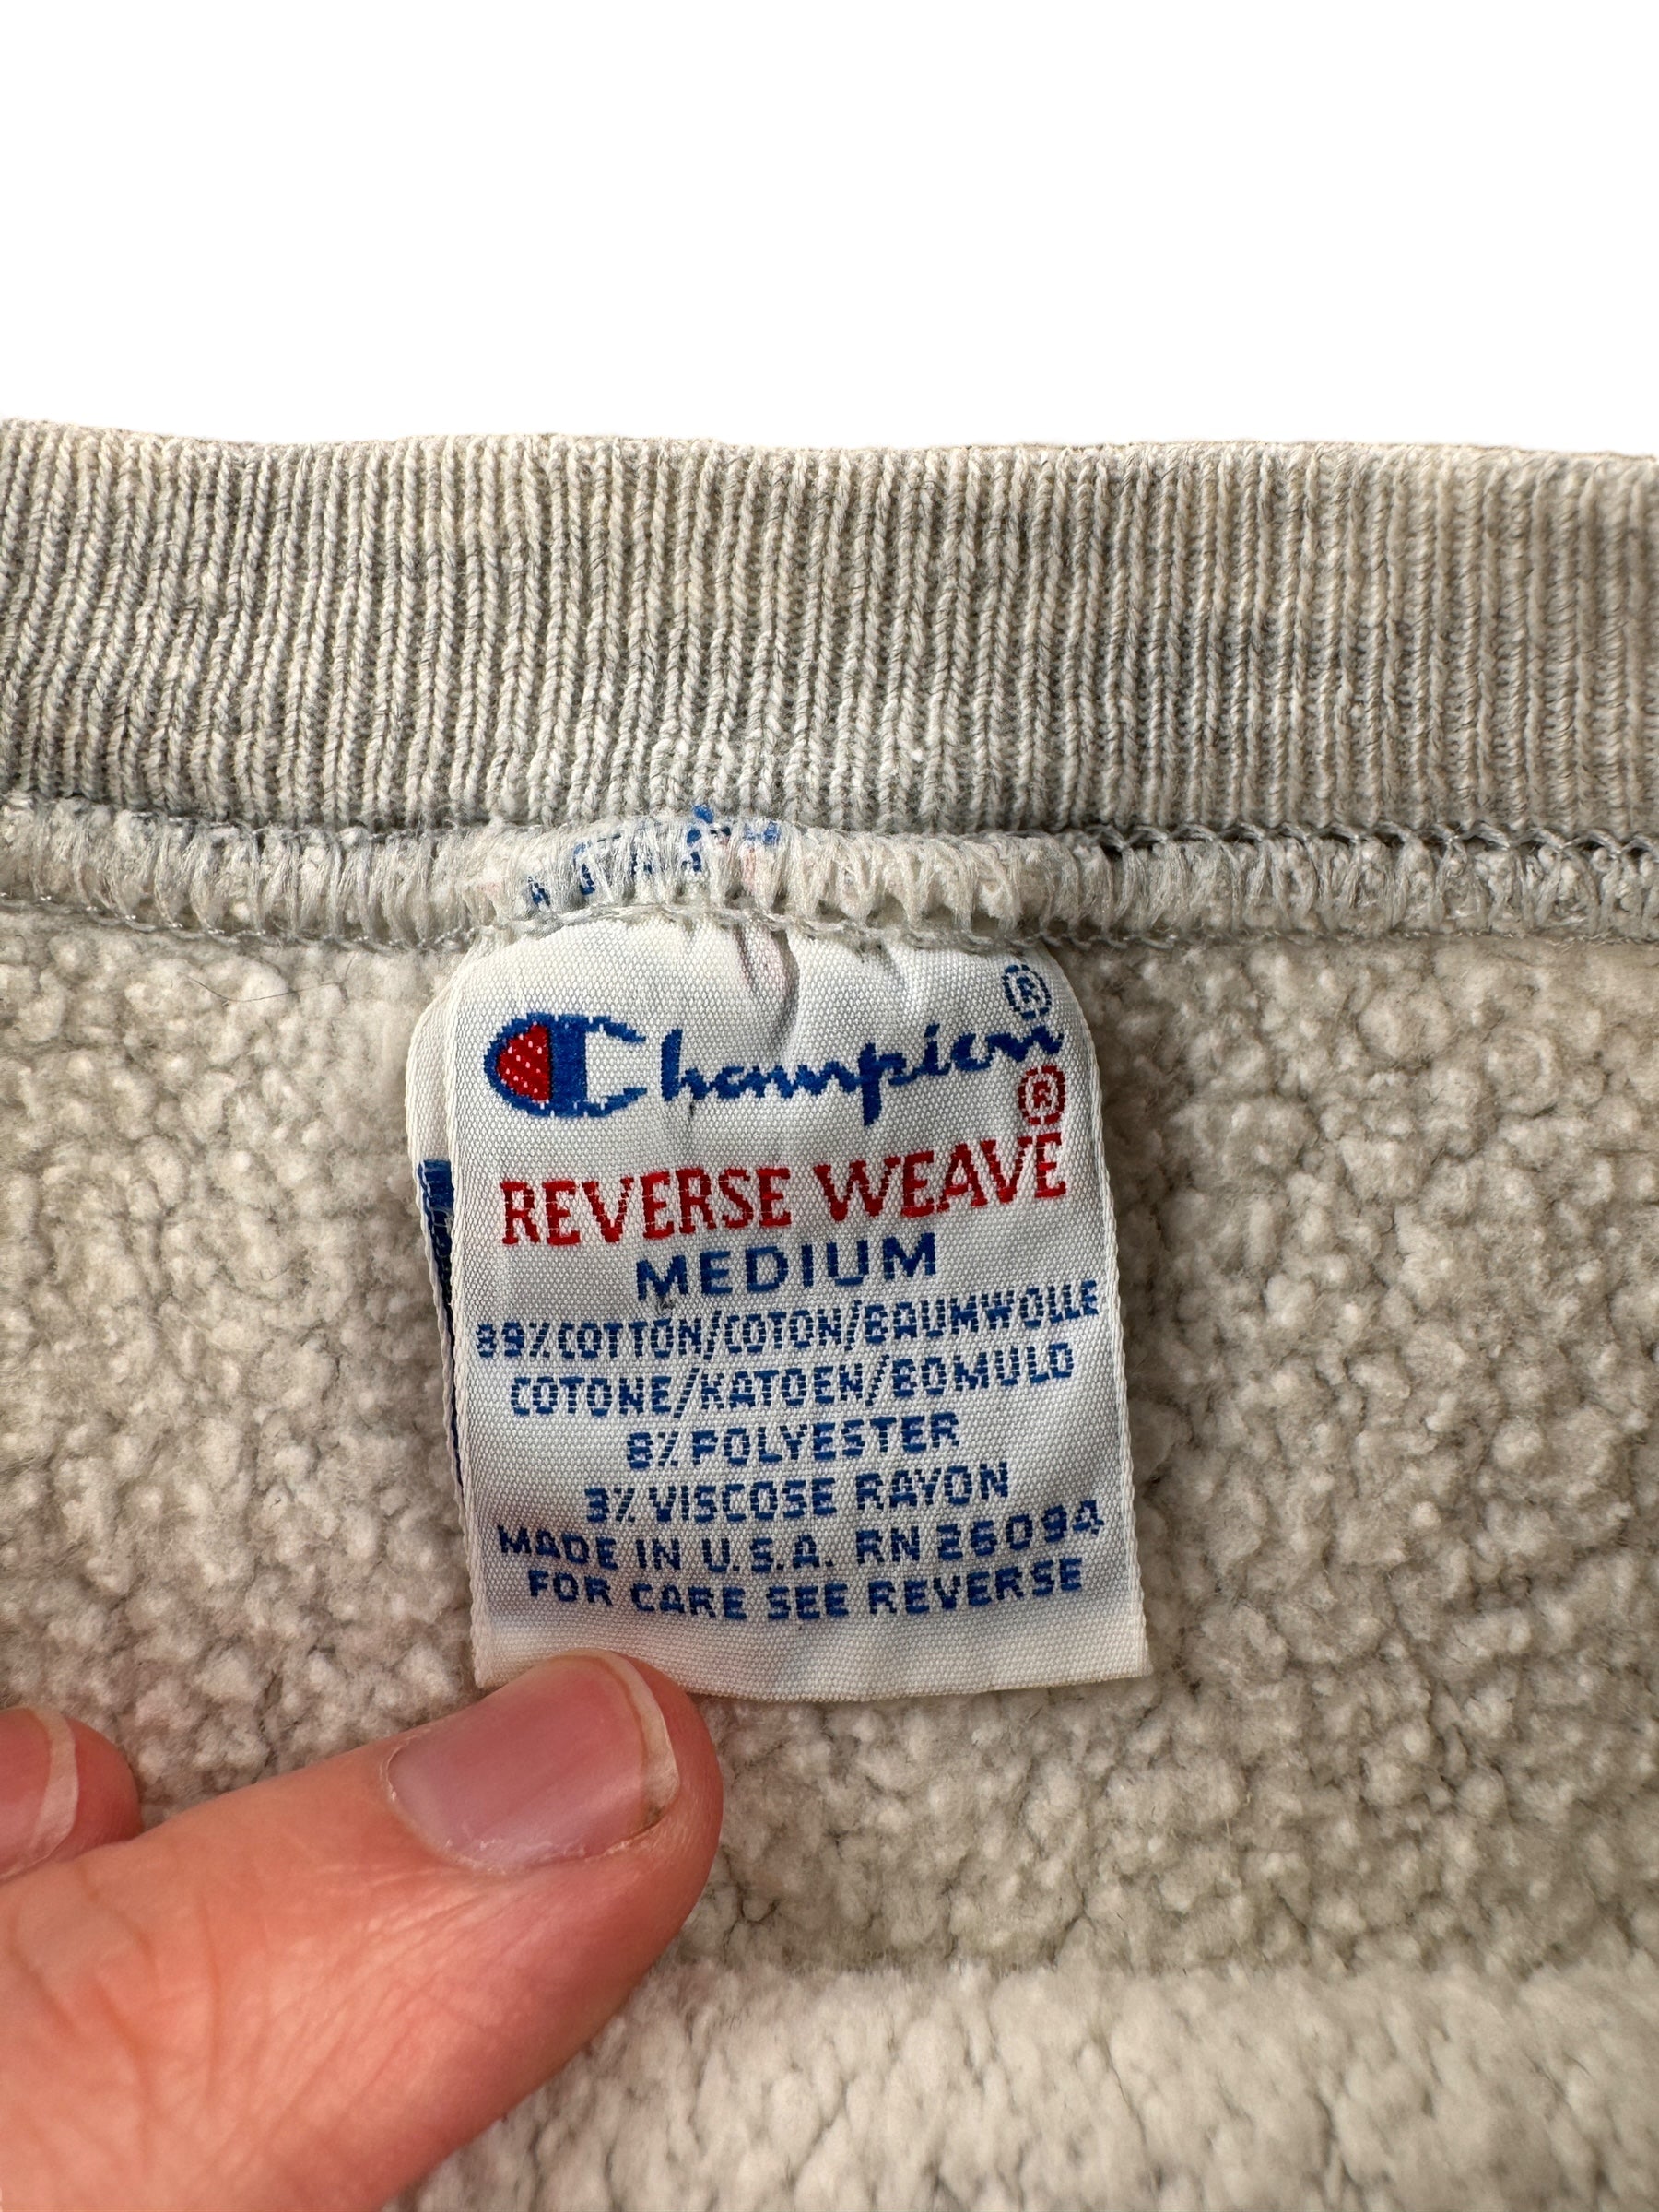 Champion®
REVERSE WEAVE®
MEDIUM
89% COTTON/COTON/BAUMWOLLE
COTONE/KATOEN/BOMULD
8% POLYESTER
3% VISCOSE RAYON
MADE IN U.S.A. RN 26094
FOR CARE SEE REVERSE